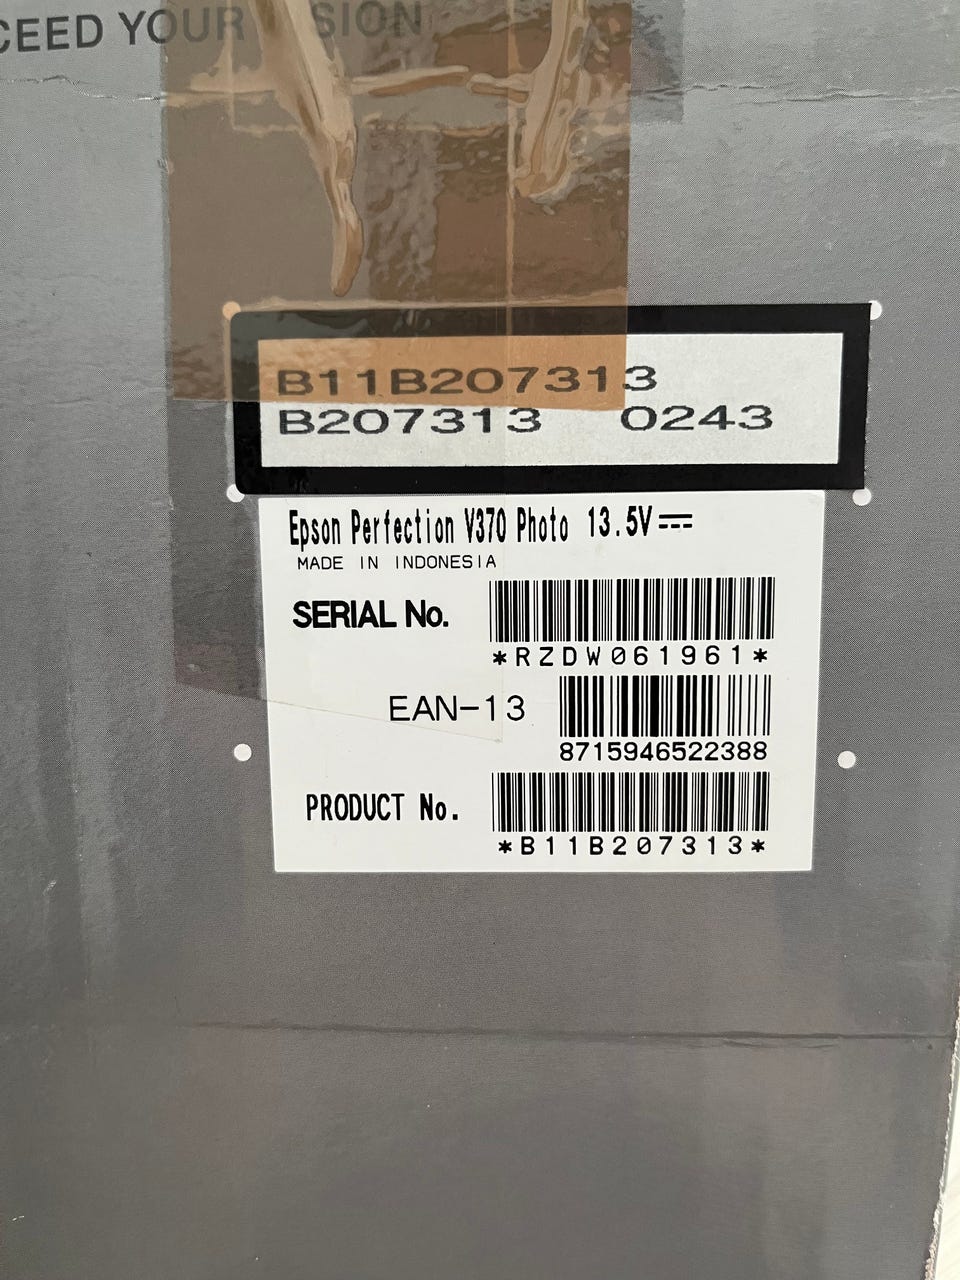 CEED YOUR  SION
B11B207313
B207313 0243
Epson Perfection V370 Photo 13.5V⎓
MADE IN INDONESIA
SERIAL No.
*RZDW061961*
EAN-13
8715946522388
PRODUCT No.
*B11B207313*